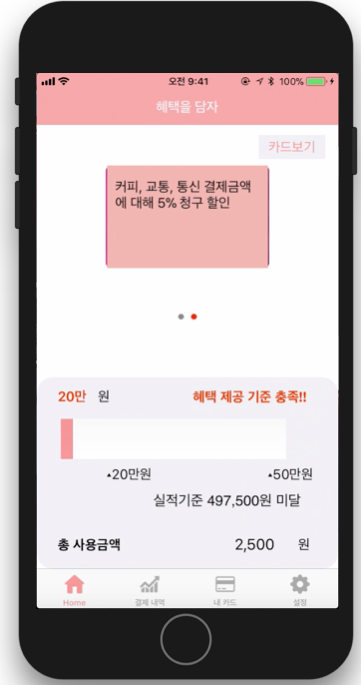 오전 9:41
100%
혜택을 담자
카드보기
커피, 교통, 통신 결제금액
에 대해 5% 청구 할인
20만 원
혜택 제공 기준 충족!!
▴20만원
▴50만원
실적기준 497,500원 미달
총 사용금액
2,500 원
Home
결제 내역
내 카드
설정